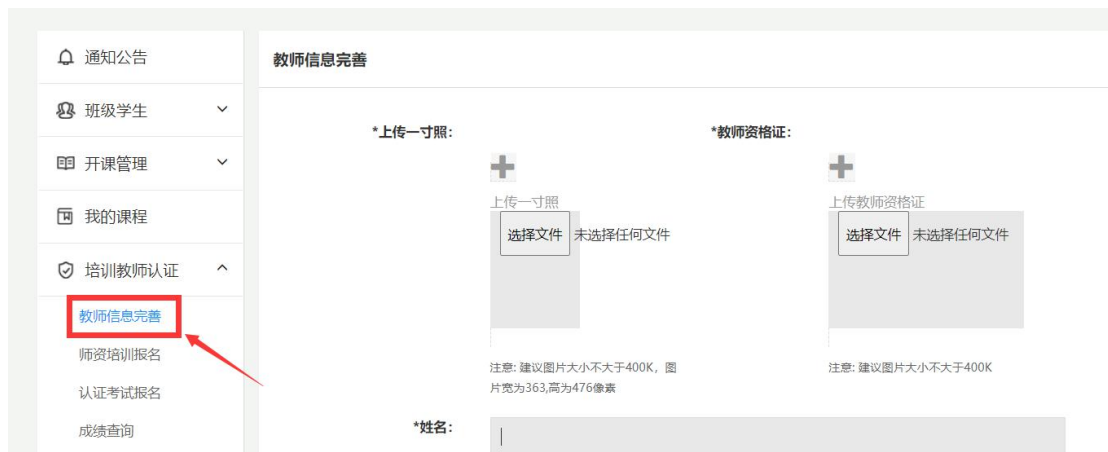 通知公告
班级学生
开课管理
我的课程
培训教师认证
教师信息完善
师资培训报名
认证考试报名
成绩查询
教师信息完善
*上传一寸照：
上传一寸照
选择文件 未选择任何文件
注意: 建议图片大小不大于400K，图
片宽为363,高为476像素
*教师资格证：
上传教师资格证
选择文件 未选择任何文件
注意: 建议图片大小不大于400K
*姓名：